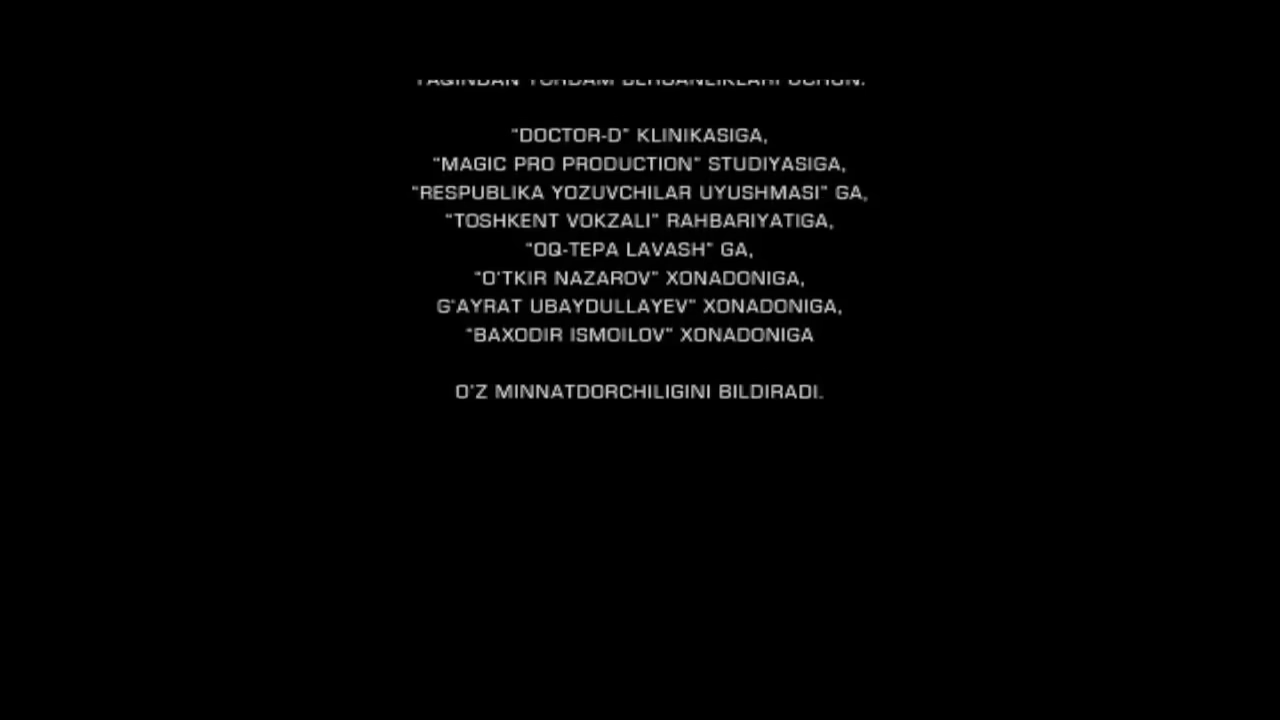 "DOCTOR-D" KLINIKASIGA,
"MAGIC PRO PRODUCTION" STUDIYASIGA,
"RESPUBLIKA YOZUVCHILAR UYUSHMASI" GA,
"TOSHKENT VOKZALI" RAHBARIYATIGA,
"OQ-TEPA LAVASH" GA,
"O'TKIR NAZAROV" XONADONIGA,
G'AYRAT UBAYDULLAYEV" XONADONIGA,
"BAXODIR ISMOILOV" XONADONIGA
O'Z MINNATDORCHILIGINI BILDIRADI.